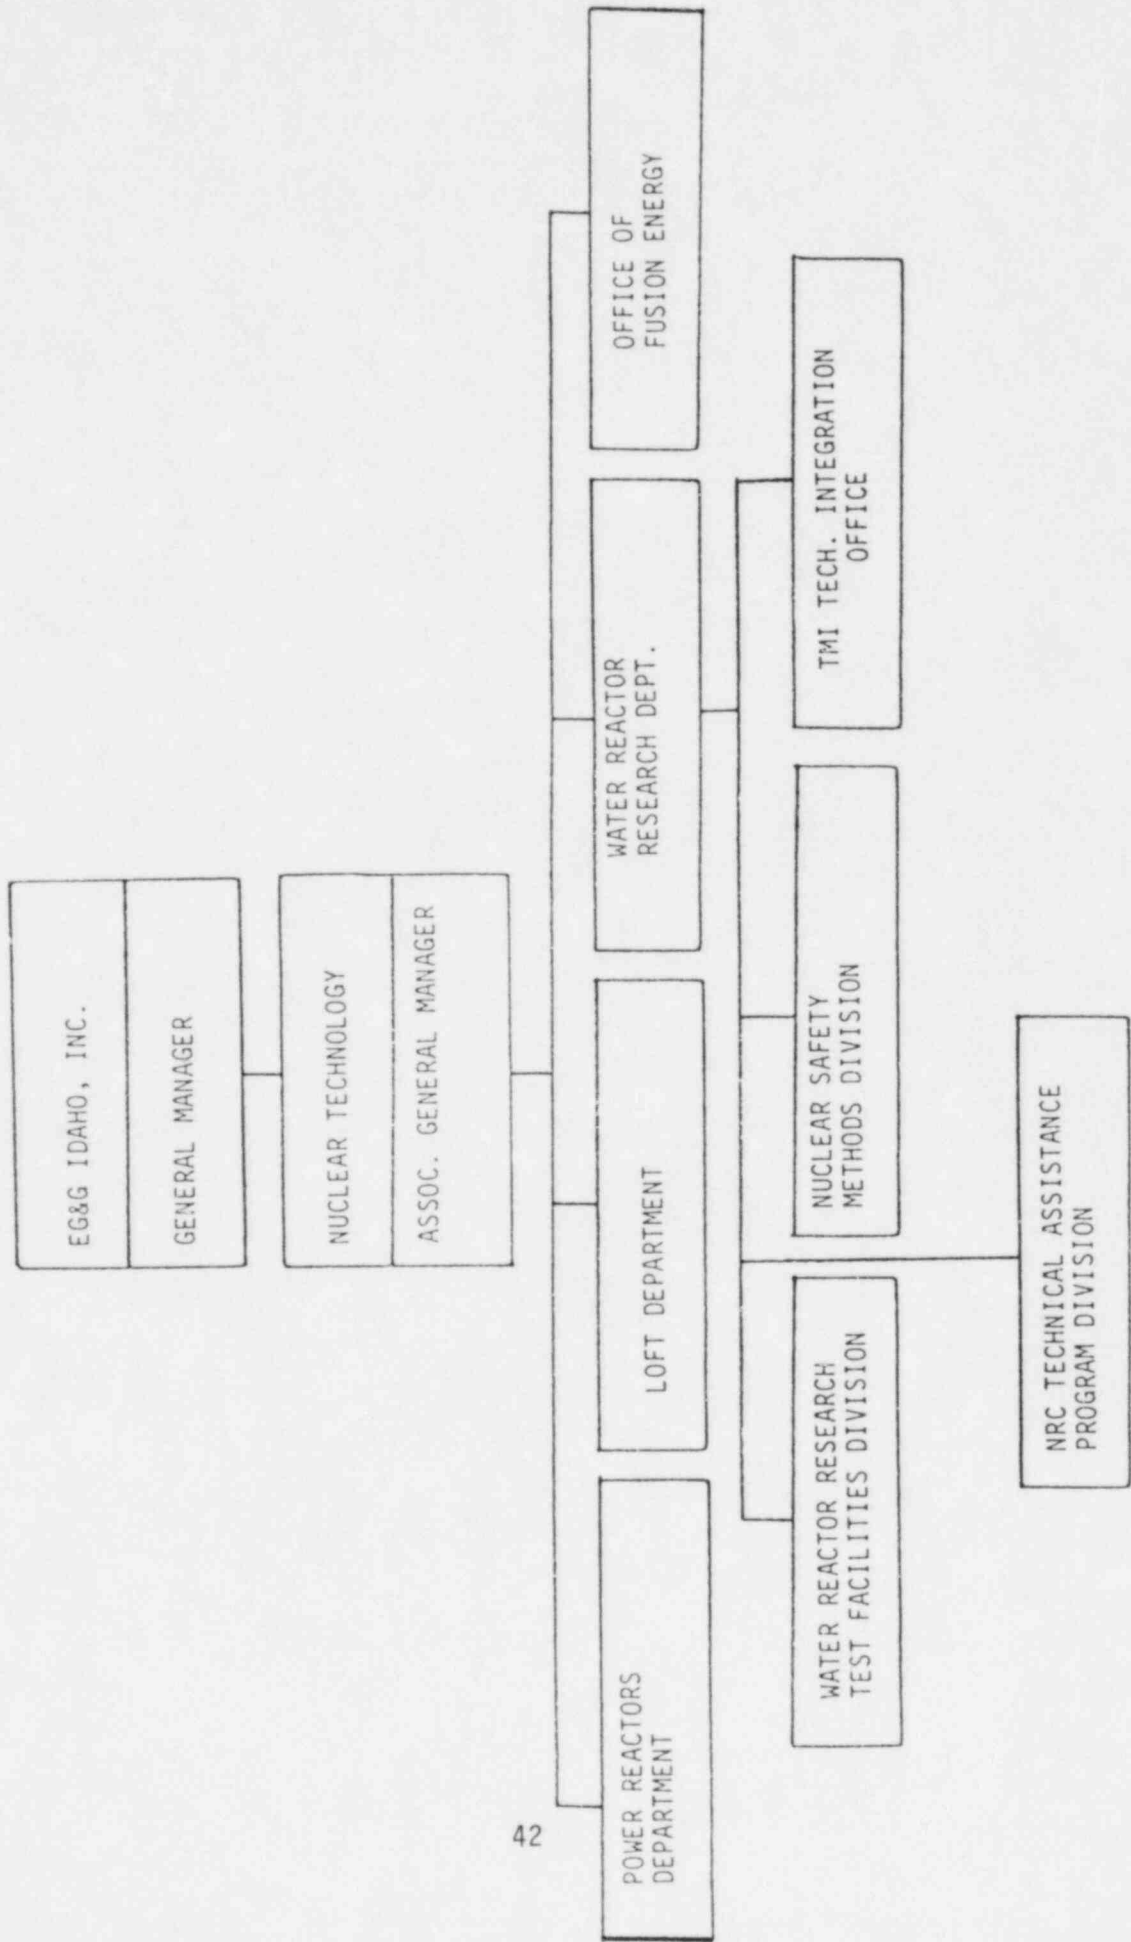 EG&G IDAHO, INC.
GENERAL MANAGER
NUCLEAR TECHNOLOGY
ASSOC. GENERAL MANAGER
POWER REACTORS
DEPARTMENT
LOFT DEPARTMENT
WATER REACTOR
RESEARCH DEPT.
OFFICE OF
FUSION ENERGY
WATER REACTOR RESEARCH
TEST FACILITIES DIVISION
NUCLEAR SAFETY
METHODS DIVISION
TMI TECH. INTEGRATION
OFFICE
NRC TECHNICAL ASSISTANCE
PROGRAM DIVISION
42